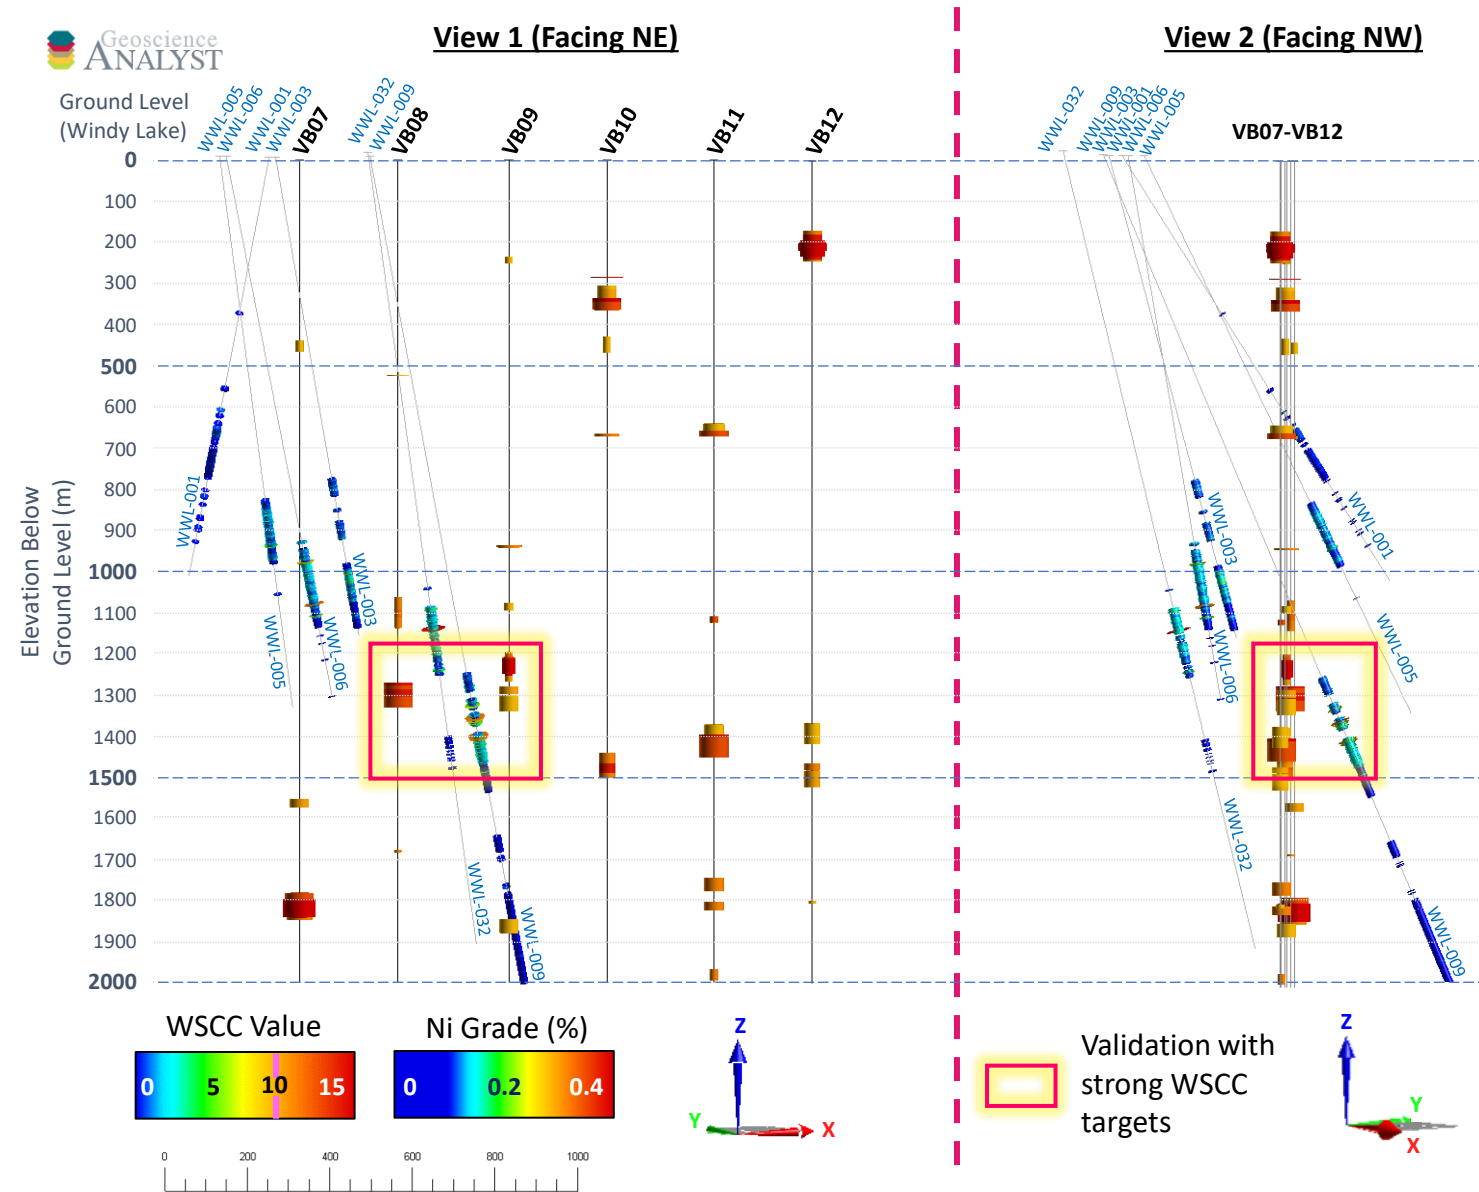 Geoscience
ANALYST
View 1 (Facing NE)
View 2 (Facing NW)
Ground Level
(Windy Lake)
WWL-005
WWL-006
WWL-001
WWL-003
VB07
WWL-032
WWL-009
VB08
VB09
VB10
VB11
VB12
WWL-032
WWL-009
WWL-003
WWL-001
WWL-006
WWL-005
VB07-VB12
Elevation Below
Ground Level (m)
0
100
200
300
400
500
600
700
800
900
1000
1100
1200
1300
1400
1500
1600
1700
1800
1900
2000
WWL-001
WWL-005
WWL-006
WWL-003
WWL-032
WWL-009
WWL-003
WWL-001
WWL-006
WWL-005
WWL-032
WWL-009
WSCC Value
0 5 10 15
Ni Grade (%)
0 0.2 0.4
Z
Y
X
Validation with
strong WSCC
targets
Z
Y
X
0 200 400 600 800 1000